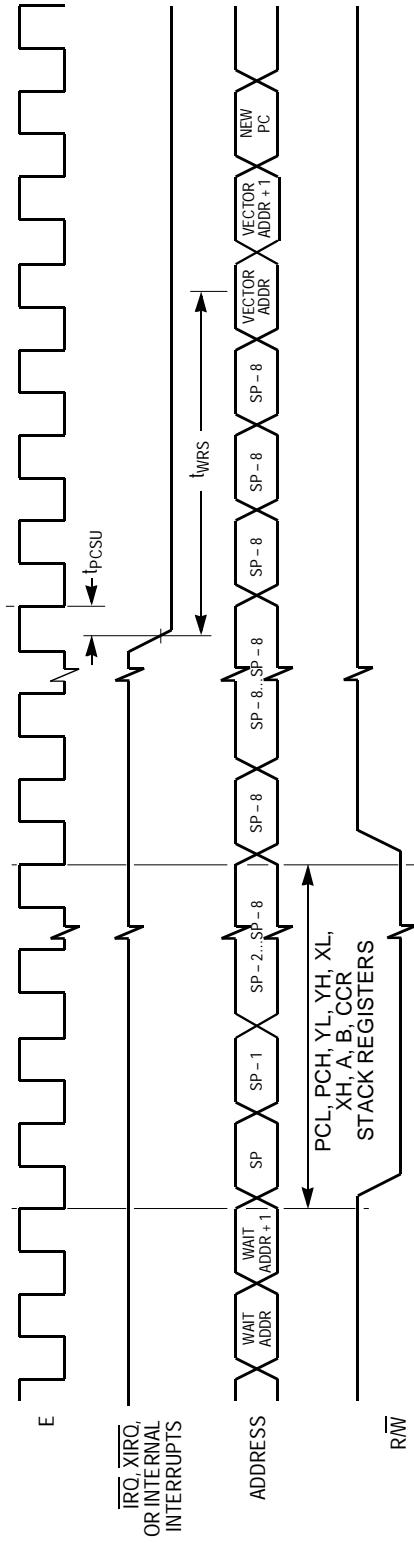 E
t PCSU
IRQ, XIRQ,
OR INTERNAL
INTERRUPTS
t WRS
ADDRESS
WAIT
ADDR
WAIT
ADDR + 1
SP
SP – 1
SP – 2...SP – 8
SP – 8
SP – 8...SP – 8
SP – 8
SP – 8
SP – 8
VECTOR
ADDR
VECTOR
ADDR + 1
NEW
PC
PCL, PCH, YL, YH, XL,
XH, A, B, CCR
STACK REGISTERS
R/W